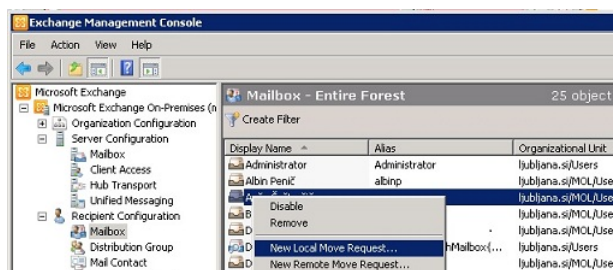 Exchange Management Console
File Action View Help
Microsoft Exchange
Microsoft Exchange On-Premises (n
Organization Configuration
Server Configuration
Mailbox
Client Access
Hub Transport
Unified Messaging
Recipient Configuration
Mailbox
Distribution Group
Mail Contact
Mailbox - Entire Forest 25 object
Create Filter
Display Name Alias Organizational Unit
Administrator Administrator ljubljana.si/Users
Albin Penič albinp ljubljana.si/MOL/Use
ljubljana.si/MOL/Use
B ljubljana.si/MOL/Use
D ljubljana.si/MOL/Use
D hMailbox{... ljubljana.si/Users
D ljubljana.si/MOL/Use
Disable
Remove
New Local Move Request...
New Remote Move Request...